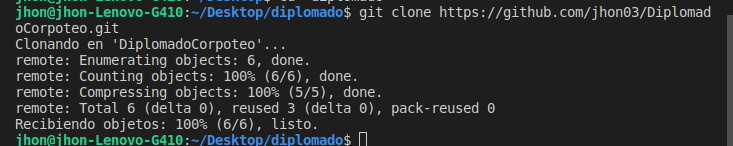 jhon@jhon-Lenovo-G410:~/Desktop/diplomado$ git clone https://github.com/jhon03/Diplomad
oCorpoteo.git
Clonando en 'DiplomadoCorpoteo'...
remote: Enumerating objects: 6, done.
remote: Counting objects: 100% (6/6), done.
remote: Compressing objects: 100% (5/5), done.
remote: Total 6 (delta 0), reused 3 (delta 0), pack-reused 0
Recibiendo objetos: 100% (6/6), listo.
jhon@jhon-Lenovo-G410:~/Desktop/diplomado$